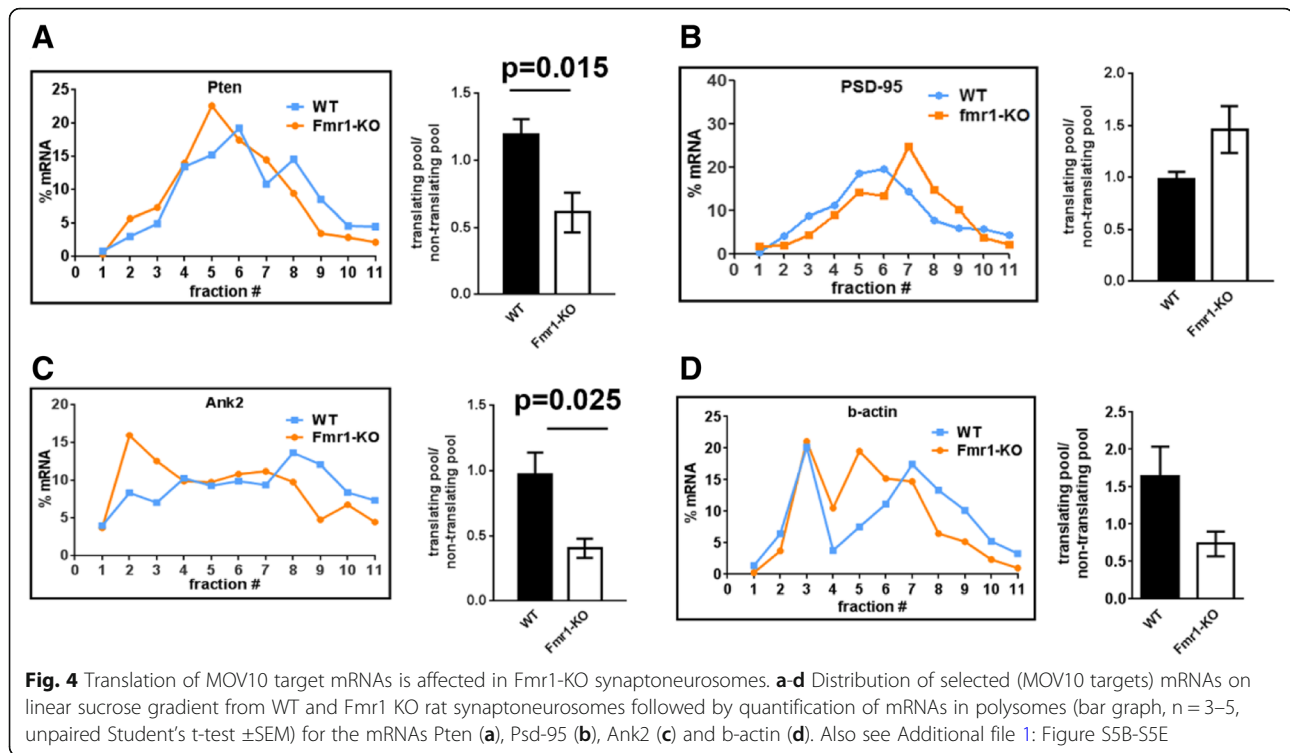 A
Pten
WT
Fmr1-KO
% mRNA
25
20
15
10
5
0
0 1 2 3 4 5 6 7 8 9 10 11
fraction #
p=0.015
translating pool/
non-translating pool
1.5
1.0
0.5
0.0
WT
Fmr1-KO
B
PSD-95
WT
fmr1-KO
% mRNA
40
30
20
10
0
0 1 2 3 4 5 6 7 8 9 10 11
fraction #
translating pool/
non-translating pool
2.0
1.5
1.0
0.5
0.0
WT
Fmr1-KO
C
Ank2
WT
Fmr1-KO
% mRNA
20
15
10
5
0
0 1 2 3 4 5 6 7 8 9 10 11
fraction #
p=0.025
translating pool/
non-translating pool
1.5
1.0
0.5
0.0
WT
Fmr1-KO
D
b-actin
WT
Fmr1-KO
% mRNA
25
20
15
10
5
0
0 1 2 3 4 5 6 7 8 9 10 11
fraction #
translating pool/
non-translating pool
2.5
2.0
1.5
1.0
0.5
0.0
WT
Fmr1-KO
Fig. 4 Translation of MOV10 target mRNAs is affected in Fmr1-KO synaptoneurosomes. a-d Distribution of selected (MOV10 targets) mRNAs on
linear sucrose gradient from WT and Fmr1 KO rat synaptoneurosomes followed by quantification of mRNAs in polysomes (bar graph, n = 3–5,
unpaired Student's t-test ±SEM) for the mRNAs Pten (a), Psd-95 (b), Ank2 (c) and b-actin (d). Also see Additional file 1: Figure S5B-S5E